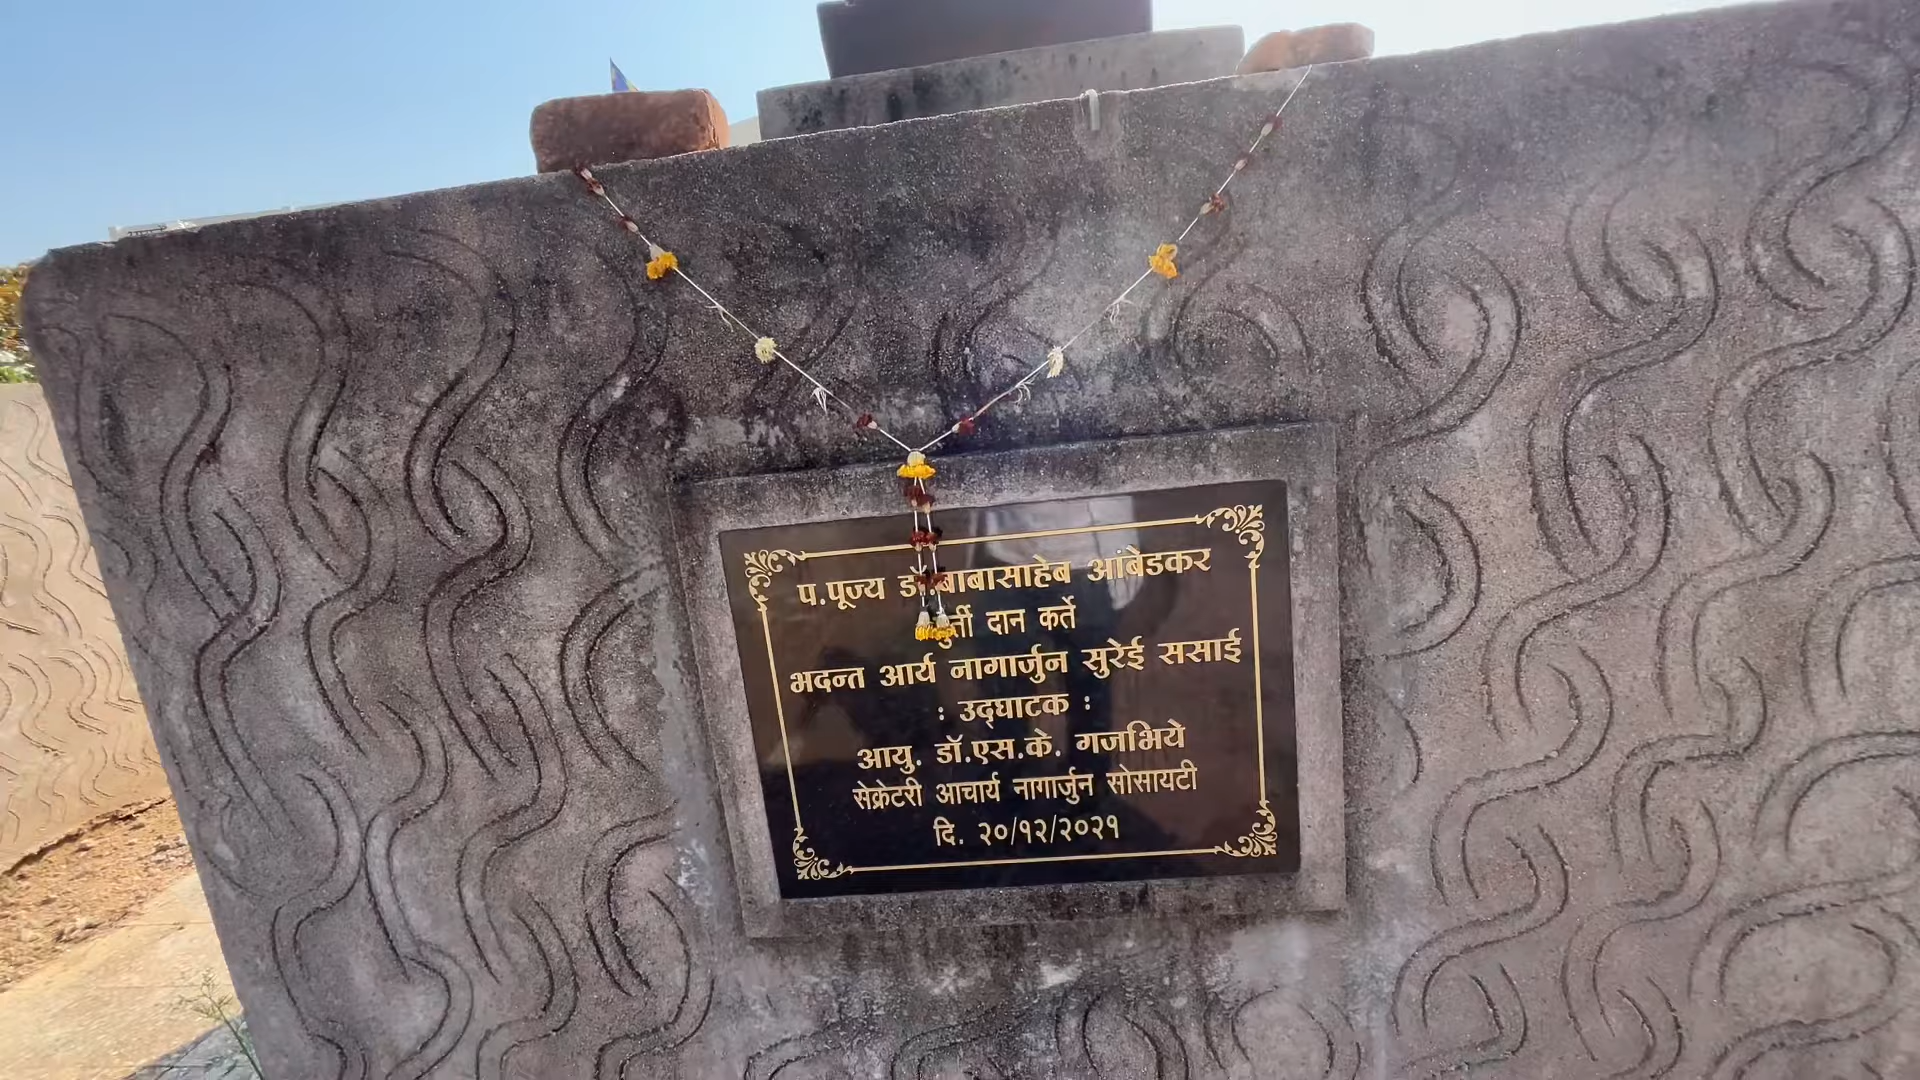 प.पूज्य डॉ.बाबासाहेब आंबेडकर
दान कर्ते
भदन्त आर्य नागार्जुन सुरेई ससाई
: उद्‌घाटक :
आयु. डॉ.एस.के. गजभिये
सेक्रेटरी आचार्य नागार्जुन सोसायटी
दि. २०/१२/२०२१